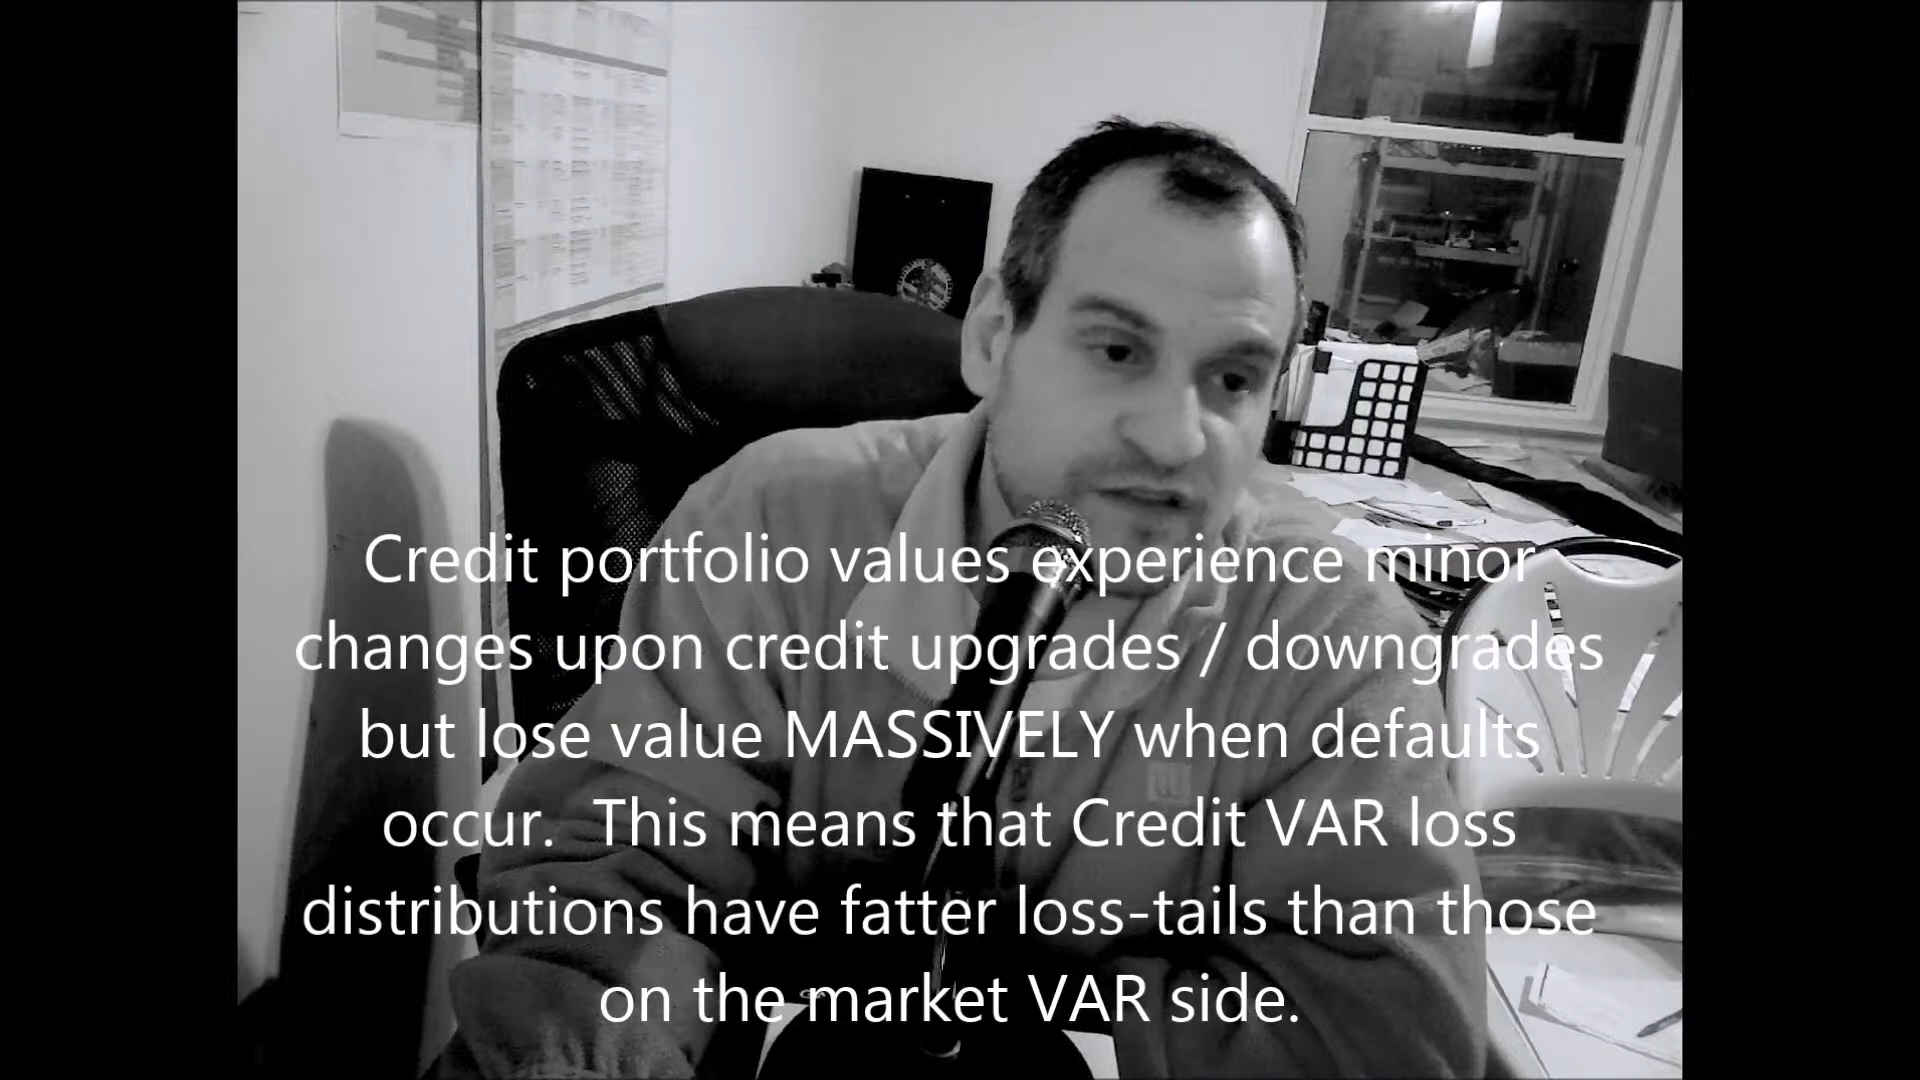 Credit portfolio values experience minor
changes upon credit upgrades / downgrades
but lose value MASSIVELY when defaults
occur.  This means that Credit VAR loss
distributions have fatter loss-tails than those
on the market VAR side.